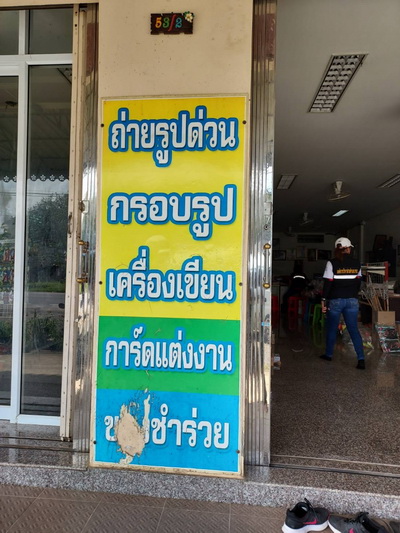 53/2
ถ่ายรูปด่วน
กรอบรูป
เครื่องเขียน
การ์ดแต่งงาน
ชำร่วย